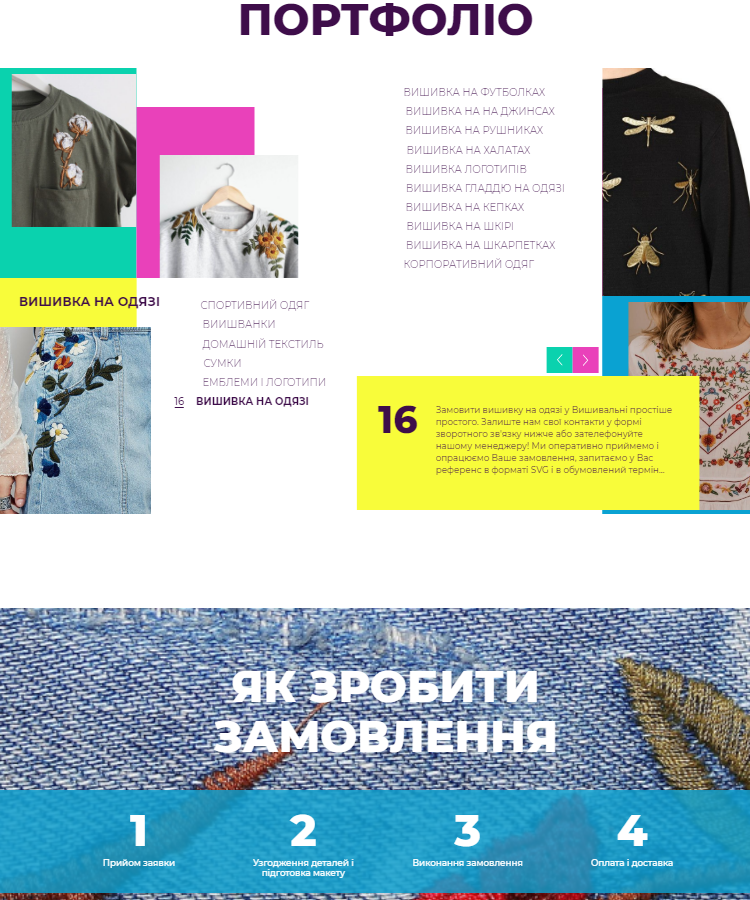 ПОРТФОЛІО
ВИШИВКА НА ФУТБОЛКАХ
ВИШИВКА НА НА ДЖИНСАХ
ВИШИВКА НА РУШНИКАХ
ВИШИВКА НА ХАЛАТАХ
ВИШИВКА ЛОГОТИПІВ
ВИШИВКА ГЛАДДЮ НА ОДЯЗІ
ВИШИВКА НА КЕПКАХ
ВИШИВКА НА ШКІРІ
ВИШИВКА НА ШКАРПЕТКАХ
КОРПОРАТИВНИЙ ОДЯГ
ВИШИВКА НА ОДЯЗІ
СПОРТИВНИЙ ОДЯГ
ВИИШВАНКИ
ДОМАШНІЙ ТЕКСТИЛЬ
СУМКИ
ЕМБЛЕМИ І ЛОГОТИПИ
16 ВИШИВКА НА ОДЯЗІ
16
Замовити вишивку на одязі у Вишивальні простіше
простого. Залиште нам свої контакти у формі
зворотного зв'язку нижче або зателефонуйте
нашому менеджеру! Ми оперативно приймемо і
опрацюємо Ваше замовлення, запитаємо у Вас
референс в форматі SVG і в обумовлений термін...
ЯК ЗРОБИТИ
ЗАМОВЛЕННЯ
1
Прийом заявки
2
Узгодження деталей і
підготовка макету
3
Виконання замовлення
4
Оплата і доставка